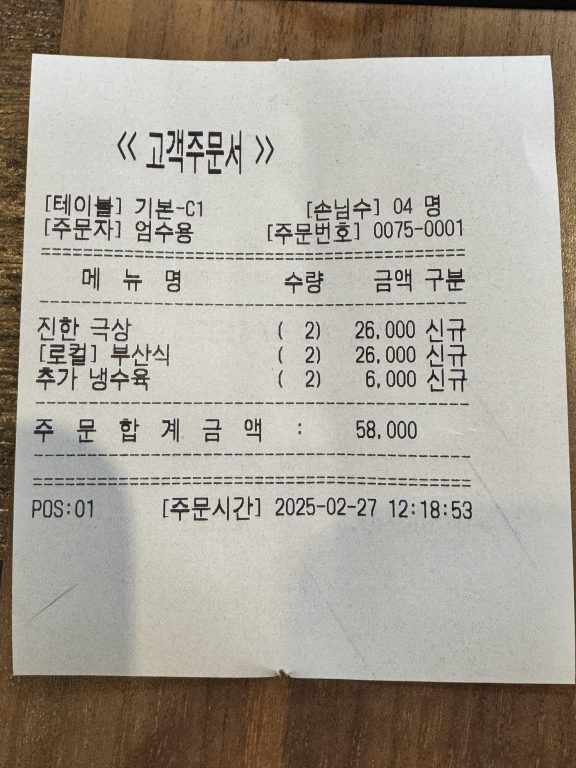 ≪ 고객주문서 ≫
[테이블] 기본-C1 [손님수] 04 명
[주문자] 엄수용 [주문번호] 0075-0001
메 뉴 명 수량 금액 구분
진한 극상 ( 2) 26,000 신규
[로컬] 부산식 ( 2) 26,000 신규
추가 냉수육 ( 2) 6,000 신규
주 문 합 계 금 액 : 58,000
POS:01 [주문시간] 2025-02-27 12:18:53